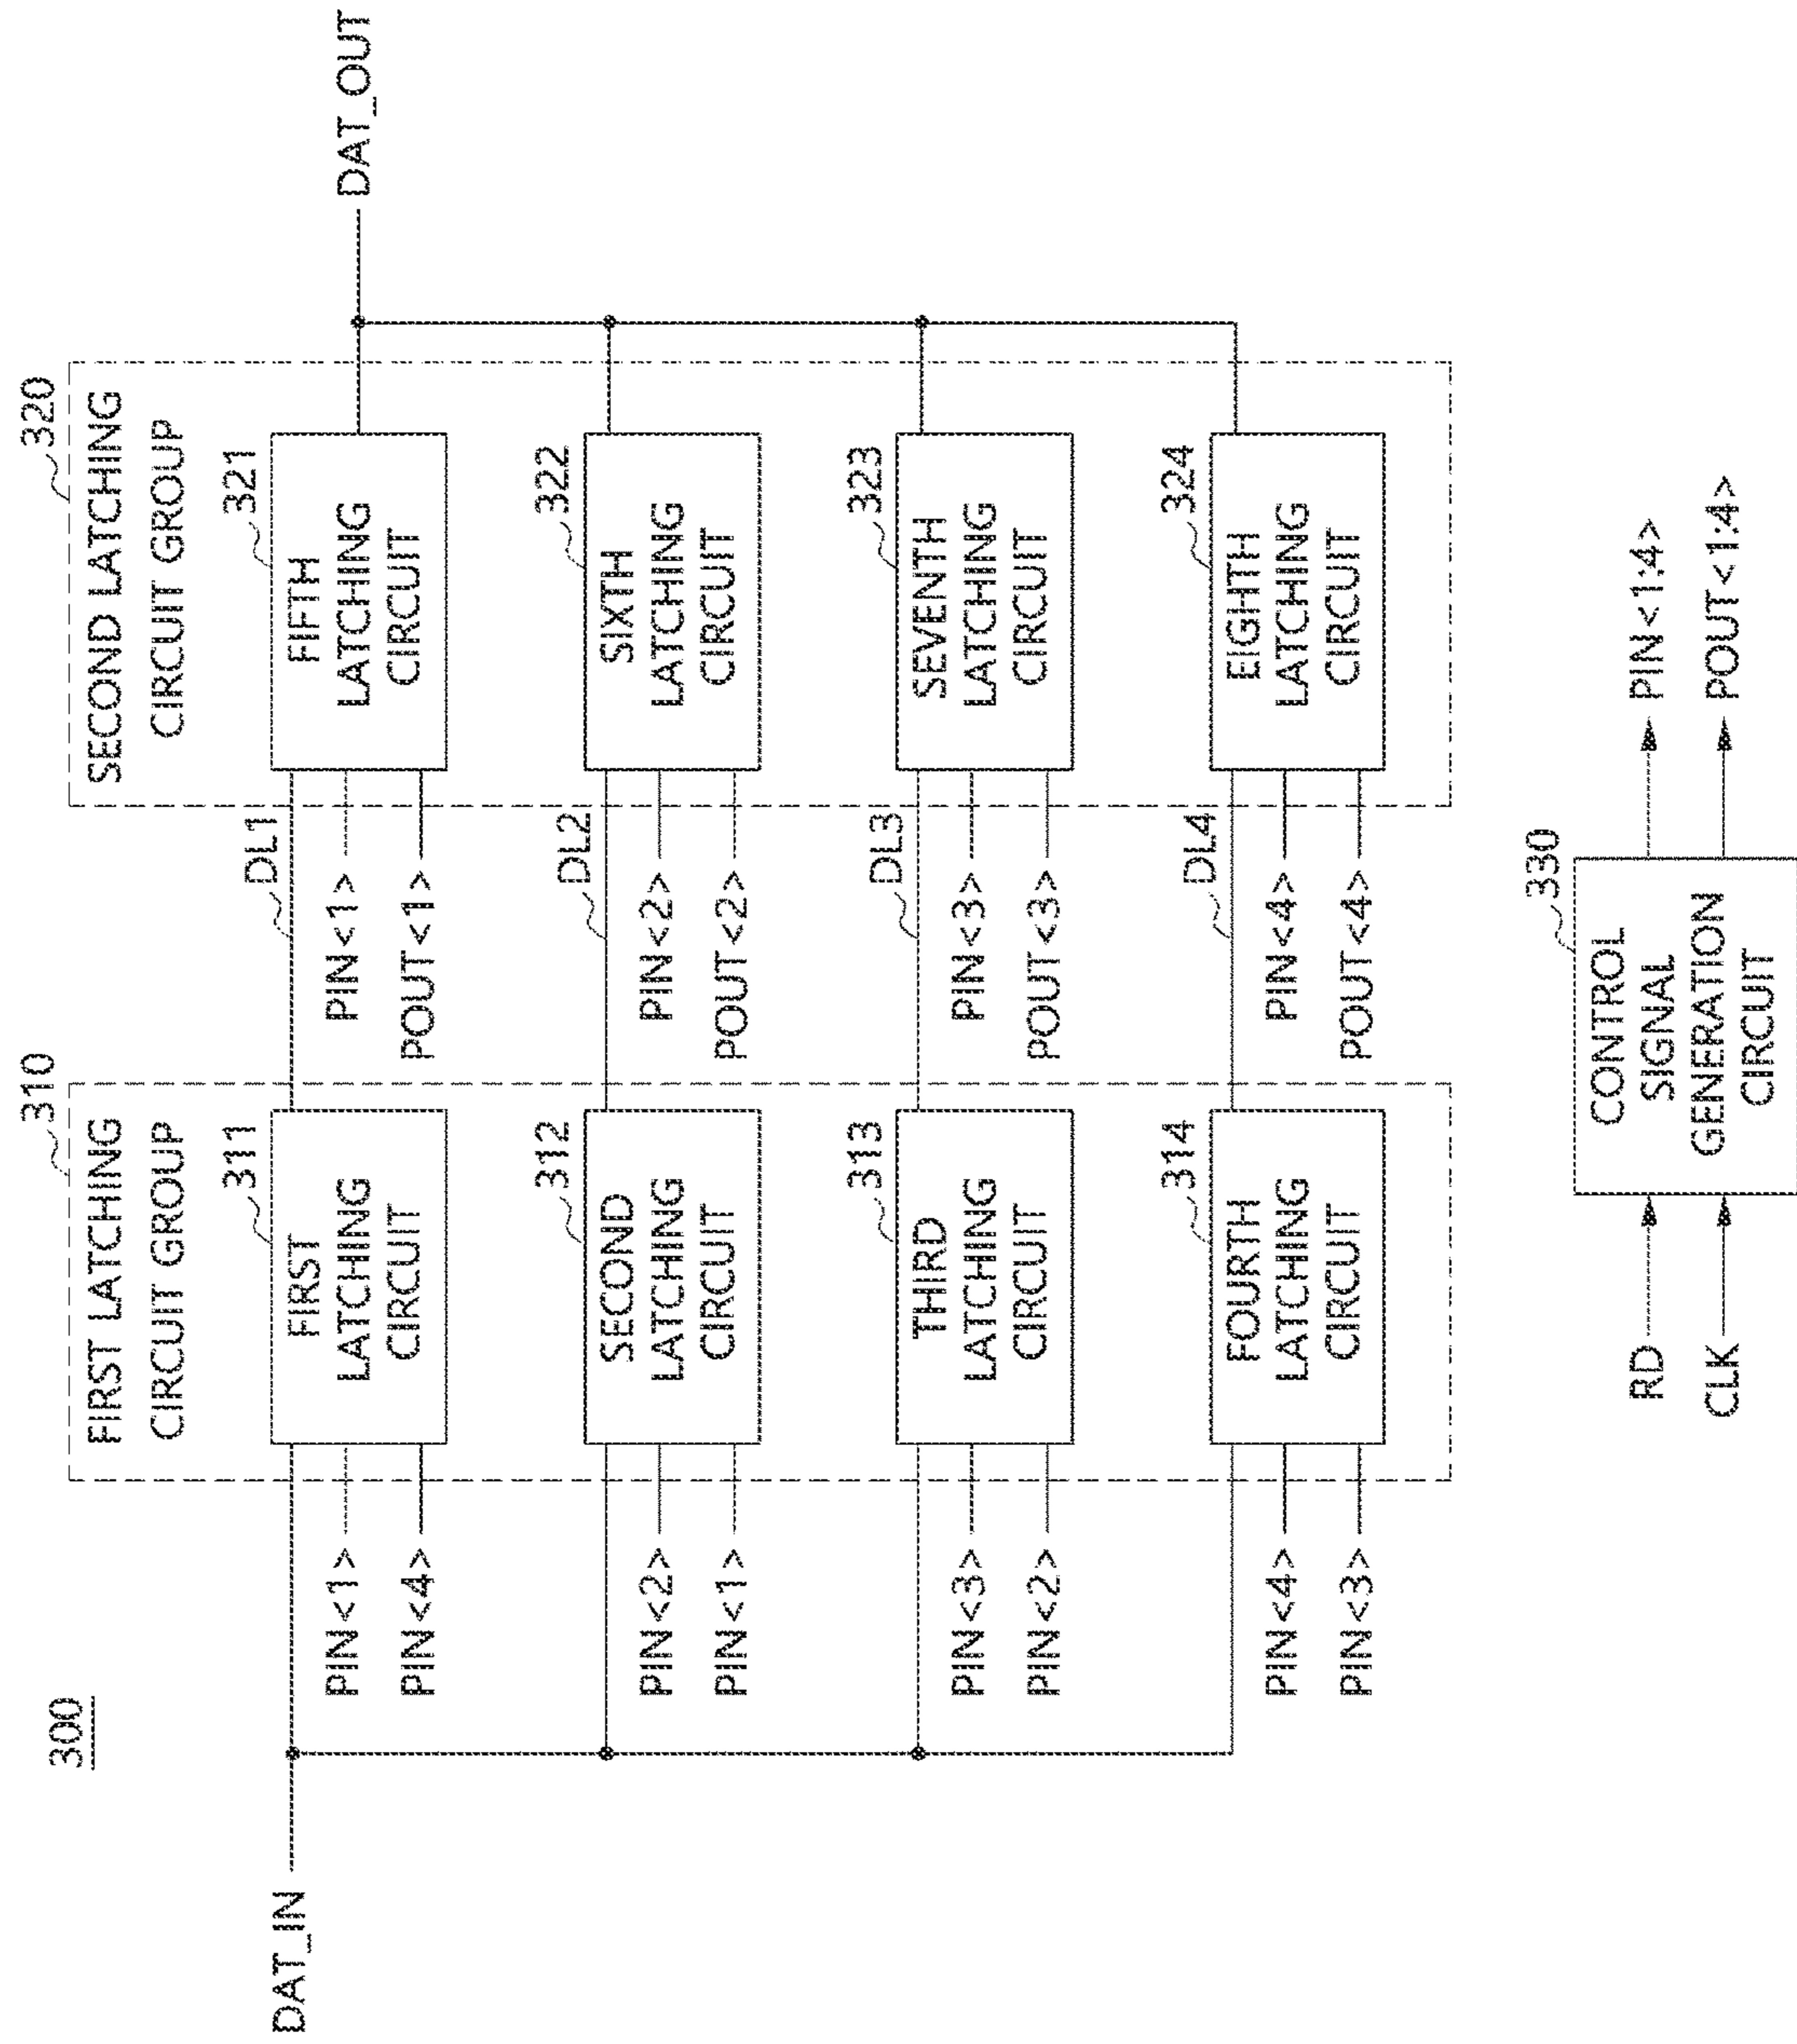 300
310
FIRST LATCHING
CIRCUIT GROUP
320
SECOND LATCHING
CIRCUIT GROUP
DAT_IN
PIN<1>
PIN<4>
311
FIRST
LATCHING
CIRCUIT
DL1
PIN<1>
POUT<1>
321
FIFTH
LATCHING
CIRCUIT
DAT_OUT
PIN<2>
PIN<1>
312
SECOND
LATCHING
CIRCUIT
DL2
PIN<2>
POUT<2>
322
SIXTH
LATCHING
CIRCUIT
PIN<3>
PIN<2>
313
THIRD
LATCHING
CIRCUIT
DL3
PIN<3>
POUT<3>
323
SEVENTH
LATCHING
CIRCUIT
PIN<4>
PIN<3>
314
FOURTH
LATCHING
CIRCUIT
DL4
PIN<4>
POUT<4>
324
EIGHTH
LATCHING
CIRCUIT
RD
CLK
330
CONTROL
SIGNAL
GENERATION
CIRCUIT
PIN<1:4>
POUT<1:4>